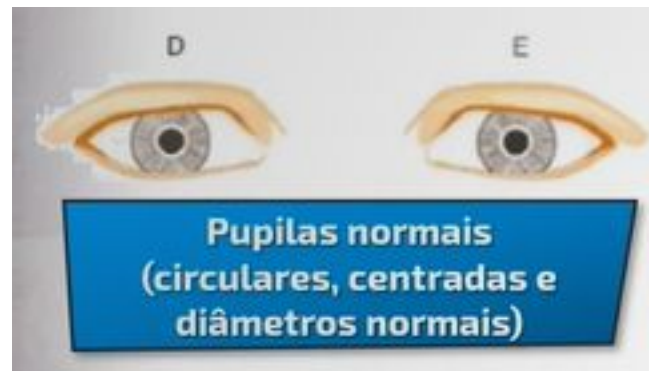 D E
Pupilas normais
(circulares, centradas e
diâmetros normais)